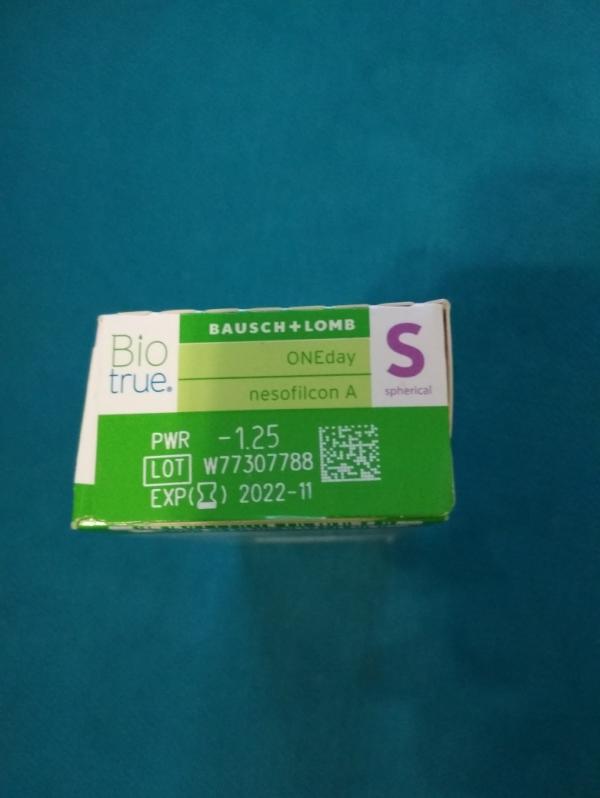 BAUSCH+LOMB
Bio
true®
ONEday
nesofilcon A
S
spherical
PWR -1.25
LOT W77307788
EXP( ) 2022-11